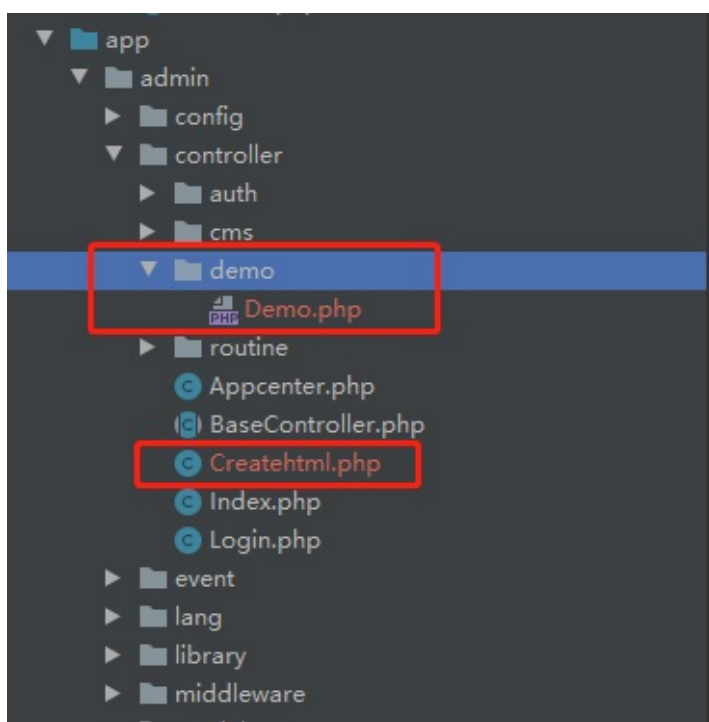 app
admin
config
controller
auth
cms
demo
PHP Demo.php
routine
C Appcenter.php
C BaseController.php
C Createhtml.php
C Index.php
C Login.php
event
lang
library
middleware